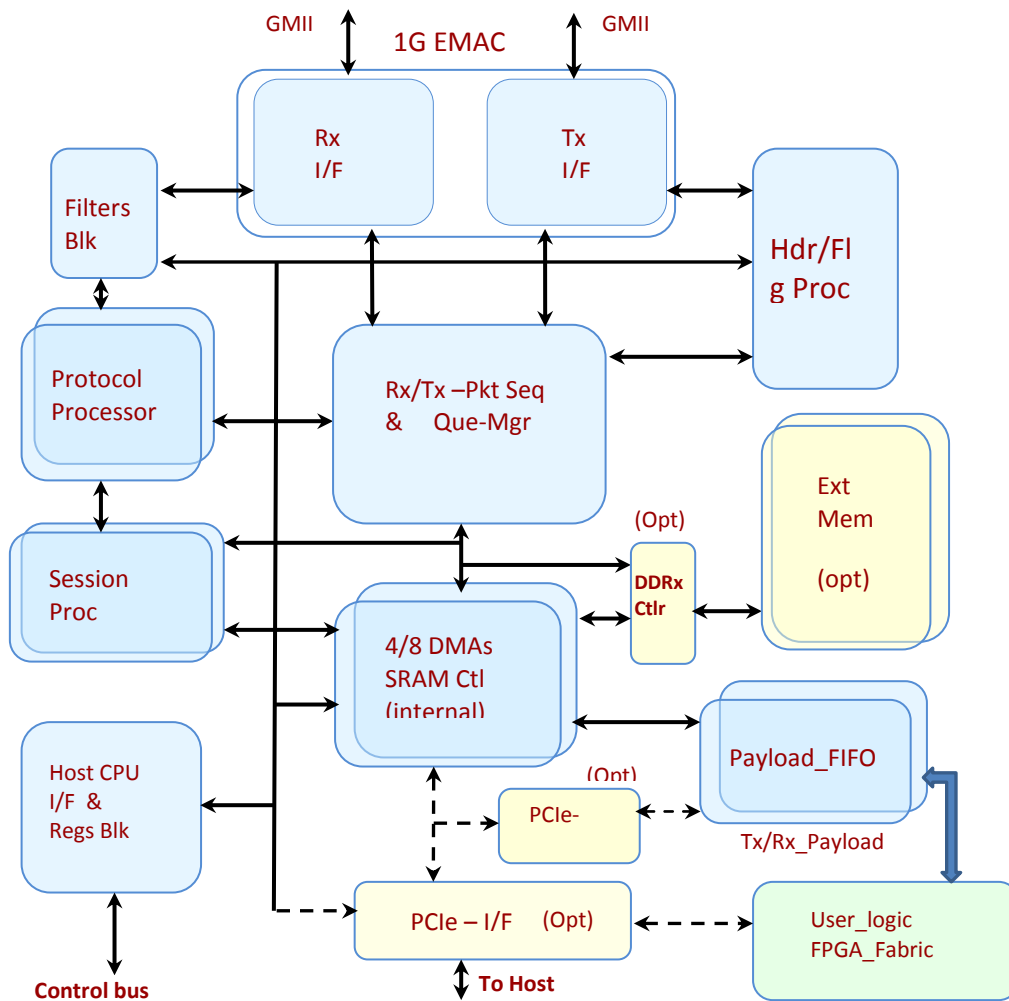 GMII
GMII
1G EMAC
Rx
I/F
Tx
I/F
Filters
Blk
Hdr/Fl
g Proc
Protocol
Processor
Rx/Tx –Pkt Seq
& Que-Mgr
Ext
Mem
(opt)
(Opt)
DDRx
Ctlr
Session
Proc
4/8 DMAs
SRAM Ctl
(internal)
Payload_FIFO
Host CPU
I/F &
Regs Blk
(Opt)
PCIe-
Tx/Rx_Payload
PCIe – I/F (Opt)
User_logic
FPGA_Fabric
To Host
Control bus